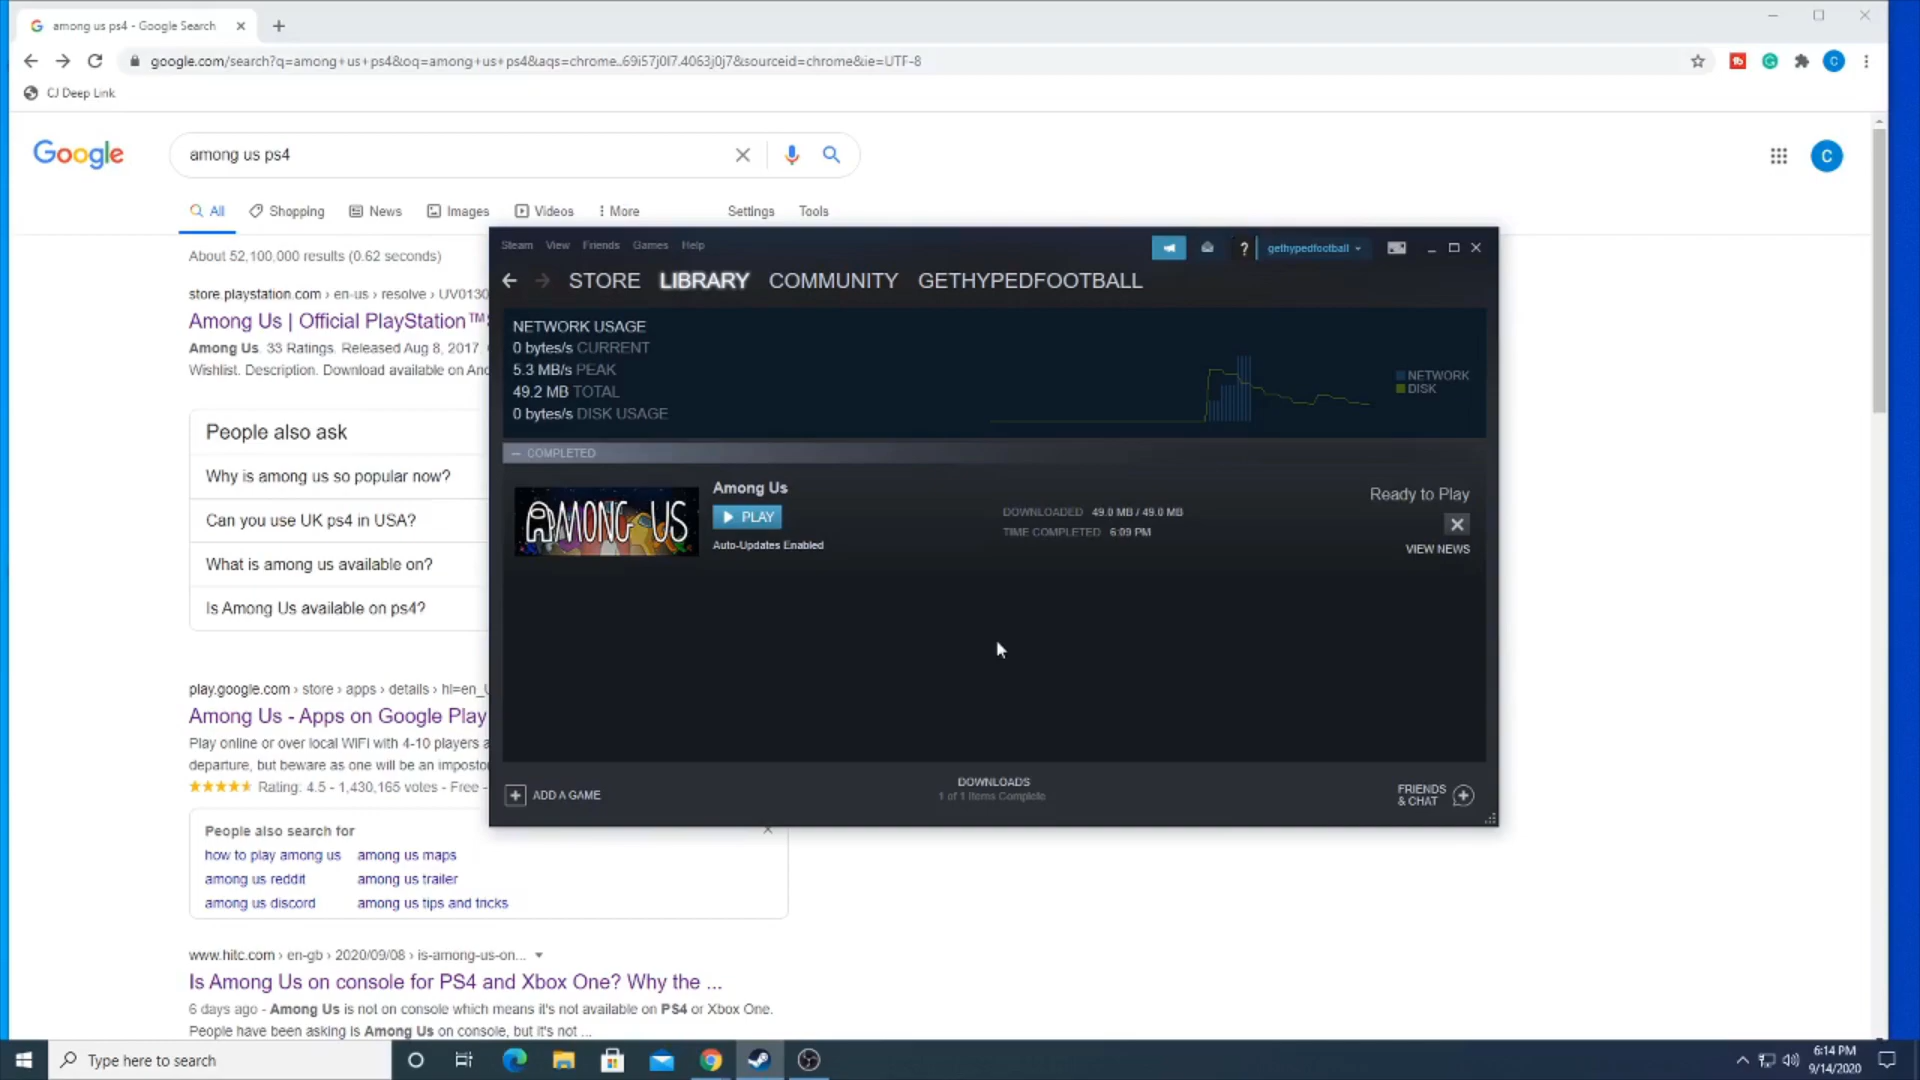 among us ps4 - Google Search
google.com/search?q=among+us+ps4&oq=among+us+ps4&aqs=chrome..69i57j0l7.4063j0j7&sourceid=chrome&ie=UTF-8
CJ Deep Link
Google
among us ps4
C
All Shopping News Images Videos More Settings Tools
About 52,100,000 results (0.62 seconds)
store.playstation.com › en-us › resolve › UV0130
Among Us | Official PlayStation™
Among Us. 33 Ratings. Released Aug 8, 2017.
Wishlist. Description. Download available on
People also ask
Why is among us so popular now?
Can you use UK ps4 in USA?
What is among us available on?
Is Among Us available on ps4?
play.google.com › store › apps › details › hl=en_
Among Us - Apps on Google Play
Play online or over local WiFi with 4-10 players
departure, but beware as one will be an
Rating: 4.5 - 1,430,165 votes - Free -
People also search for
how to play among us among us maps
among us reddit among us trailer
among us discord among us tips and tricks
www.hitc.com › en-gb › 2020/09/08 › is-among-us-on...
Is Among Us on console for PS4 and Xbox One? Why the ...
6 days ago - Among Us is not on console which means it's not available on PS4 or Xbox One.
People have been asking Is Among Us on console, but it's not ...
Steam View Friends Games Help
gethypedfootball
STORE LIBRARY COMMUNITY GETHYPEDFOOTBALL
NETWORK USAGE
0 bytes/s CURRENT
5.3 MB/s PEAK
49.2 MB TOTAL
0 bytes/s DISK USAGE
NETWORK
DISK
COMPLETED
AMONG US
Among Us
PLAY
Auto-Updates Enabled
DOWNLOADED 49.0 MB / 49.0 MB
TIME COMPLETED 6:09 PM
Ready to Play
VIEW NEWS
ADD A GAME
DOWNLOADS
1 of 1 Items Complete
FRIENDS
& CHAT
Type here to search
6:14 PM
9/14/2020